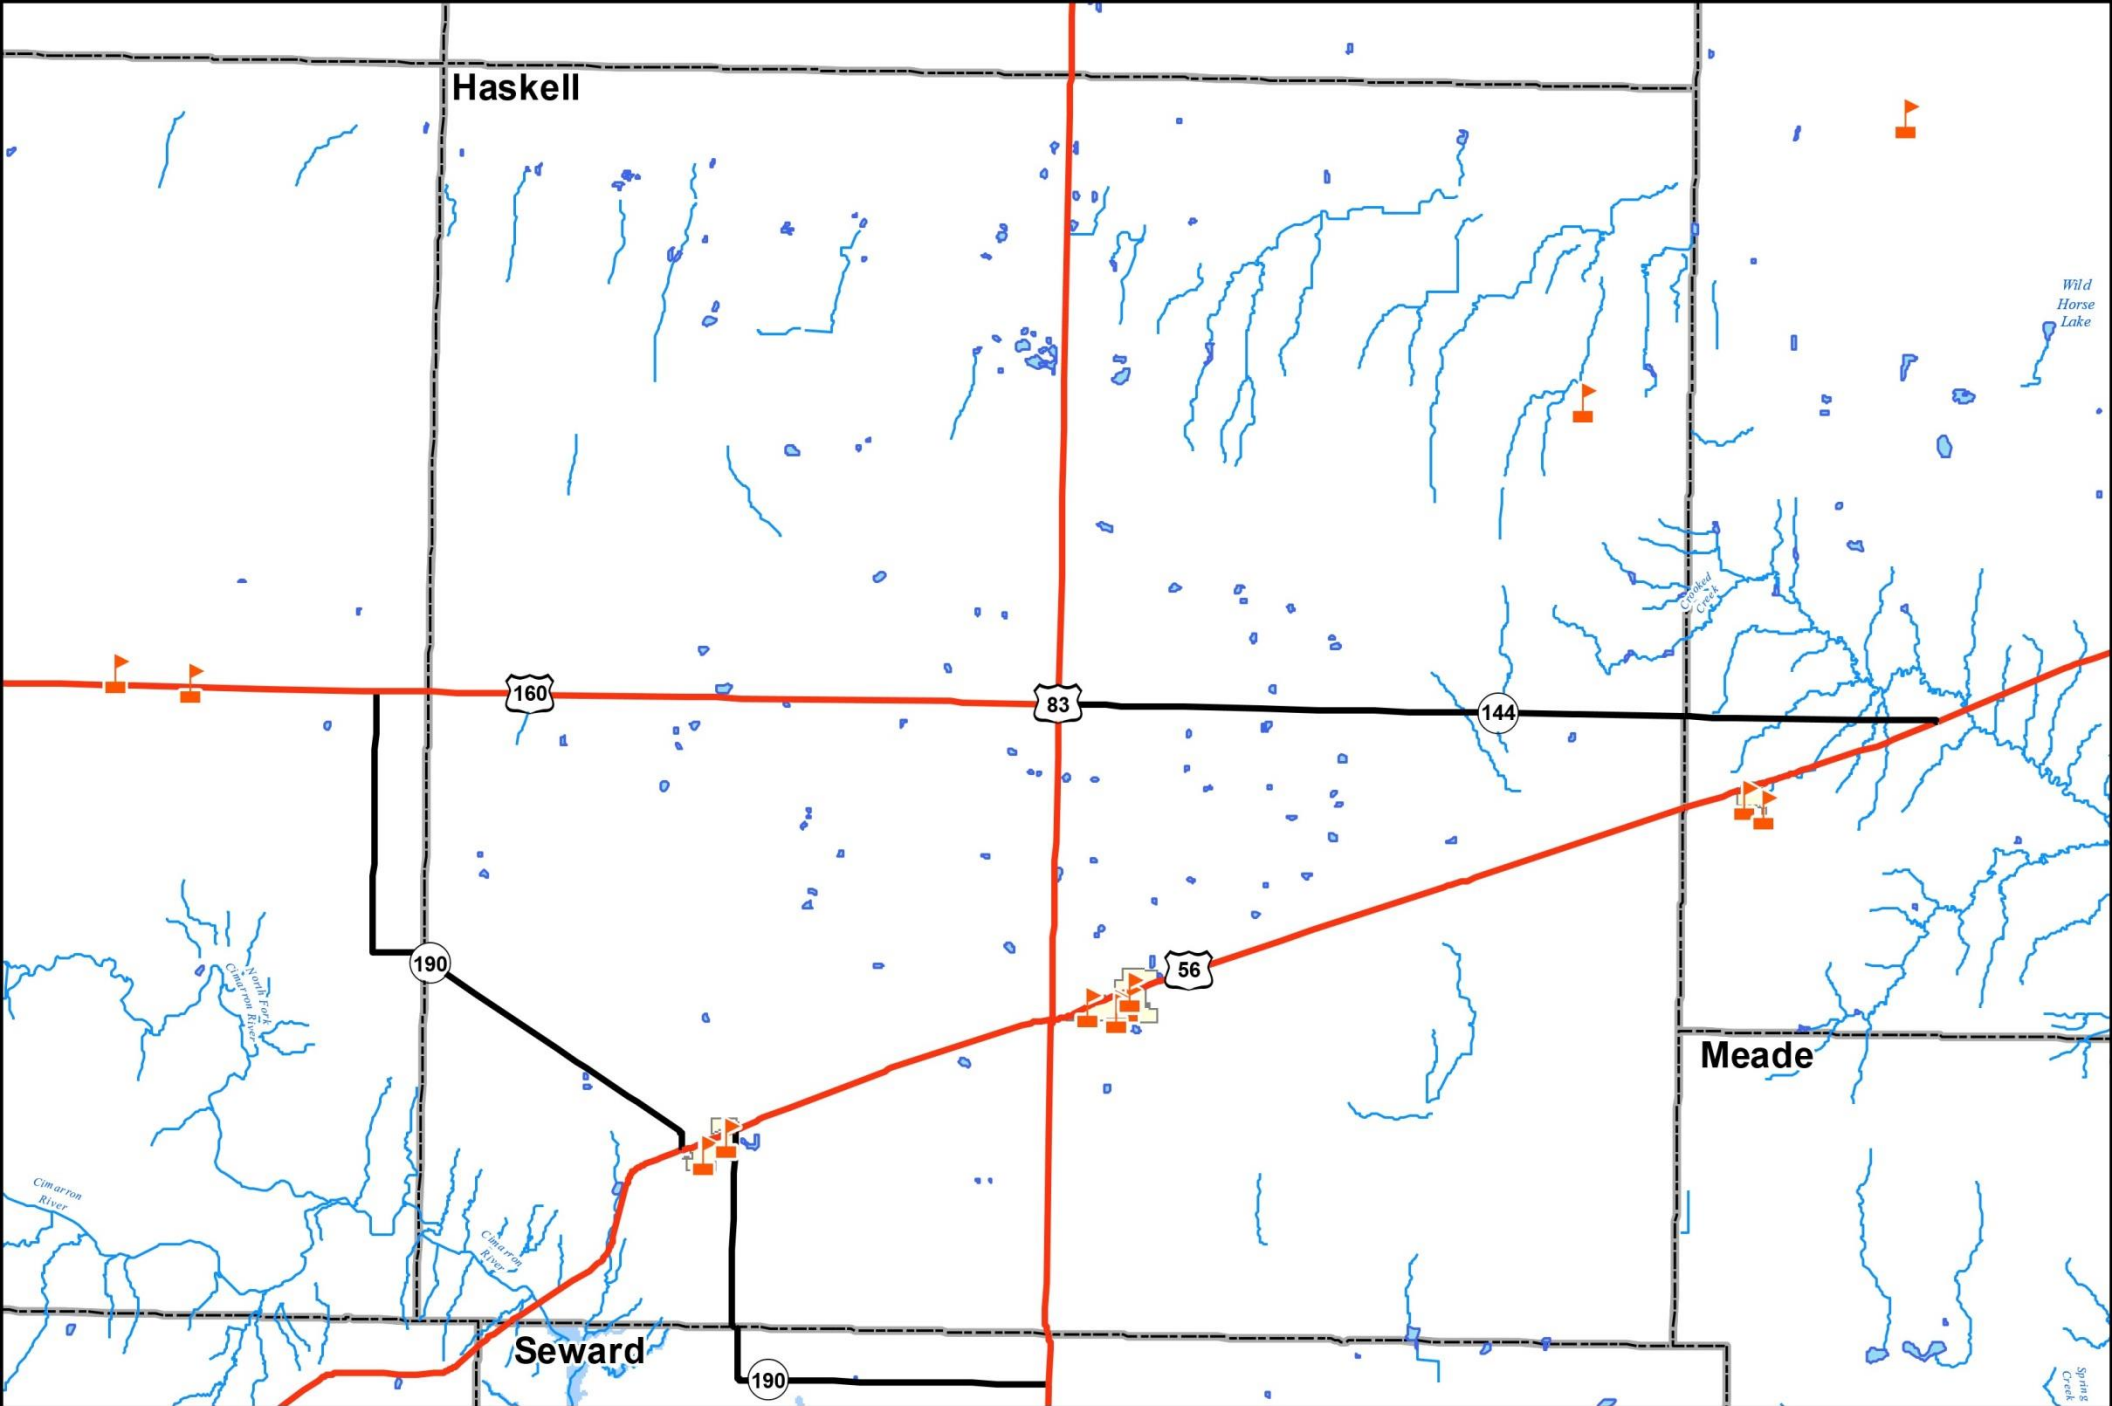 Haskell
Wild
Horse
Lake
Crooked
Creek
160
83
144
190
56
North Fork
Cimarron River
Meade
Cimarron
River
Cimarron
River
Seward
190
Spring
Creek